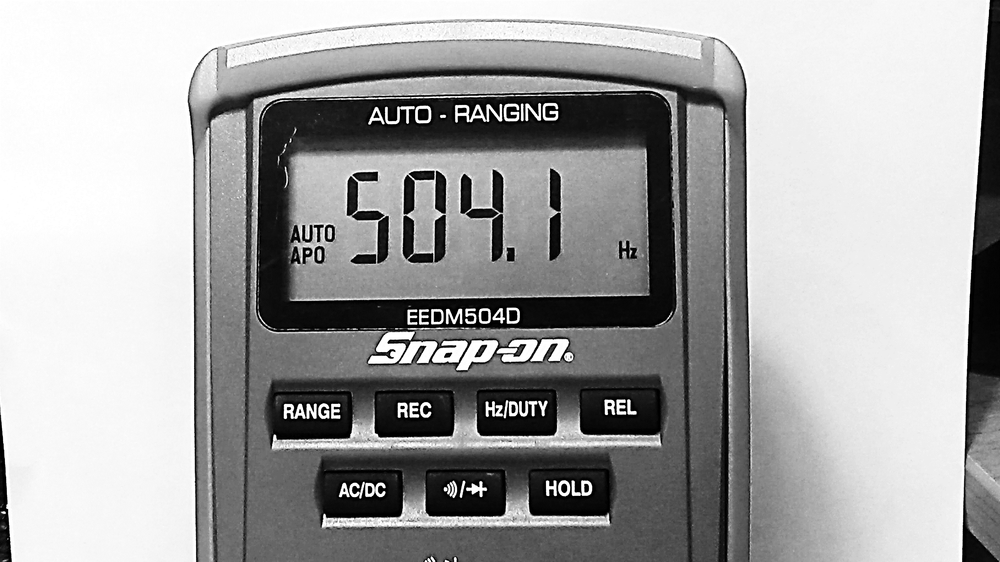 AUTO - RANGING
504.1
AUTO
APO
Hz
EEDM504D
Snap-on®
RANGE REC Hz/DUTY REL
AC/DC HOLD